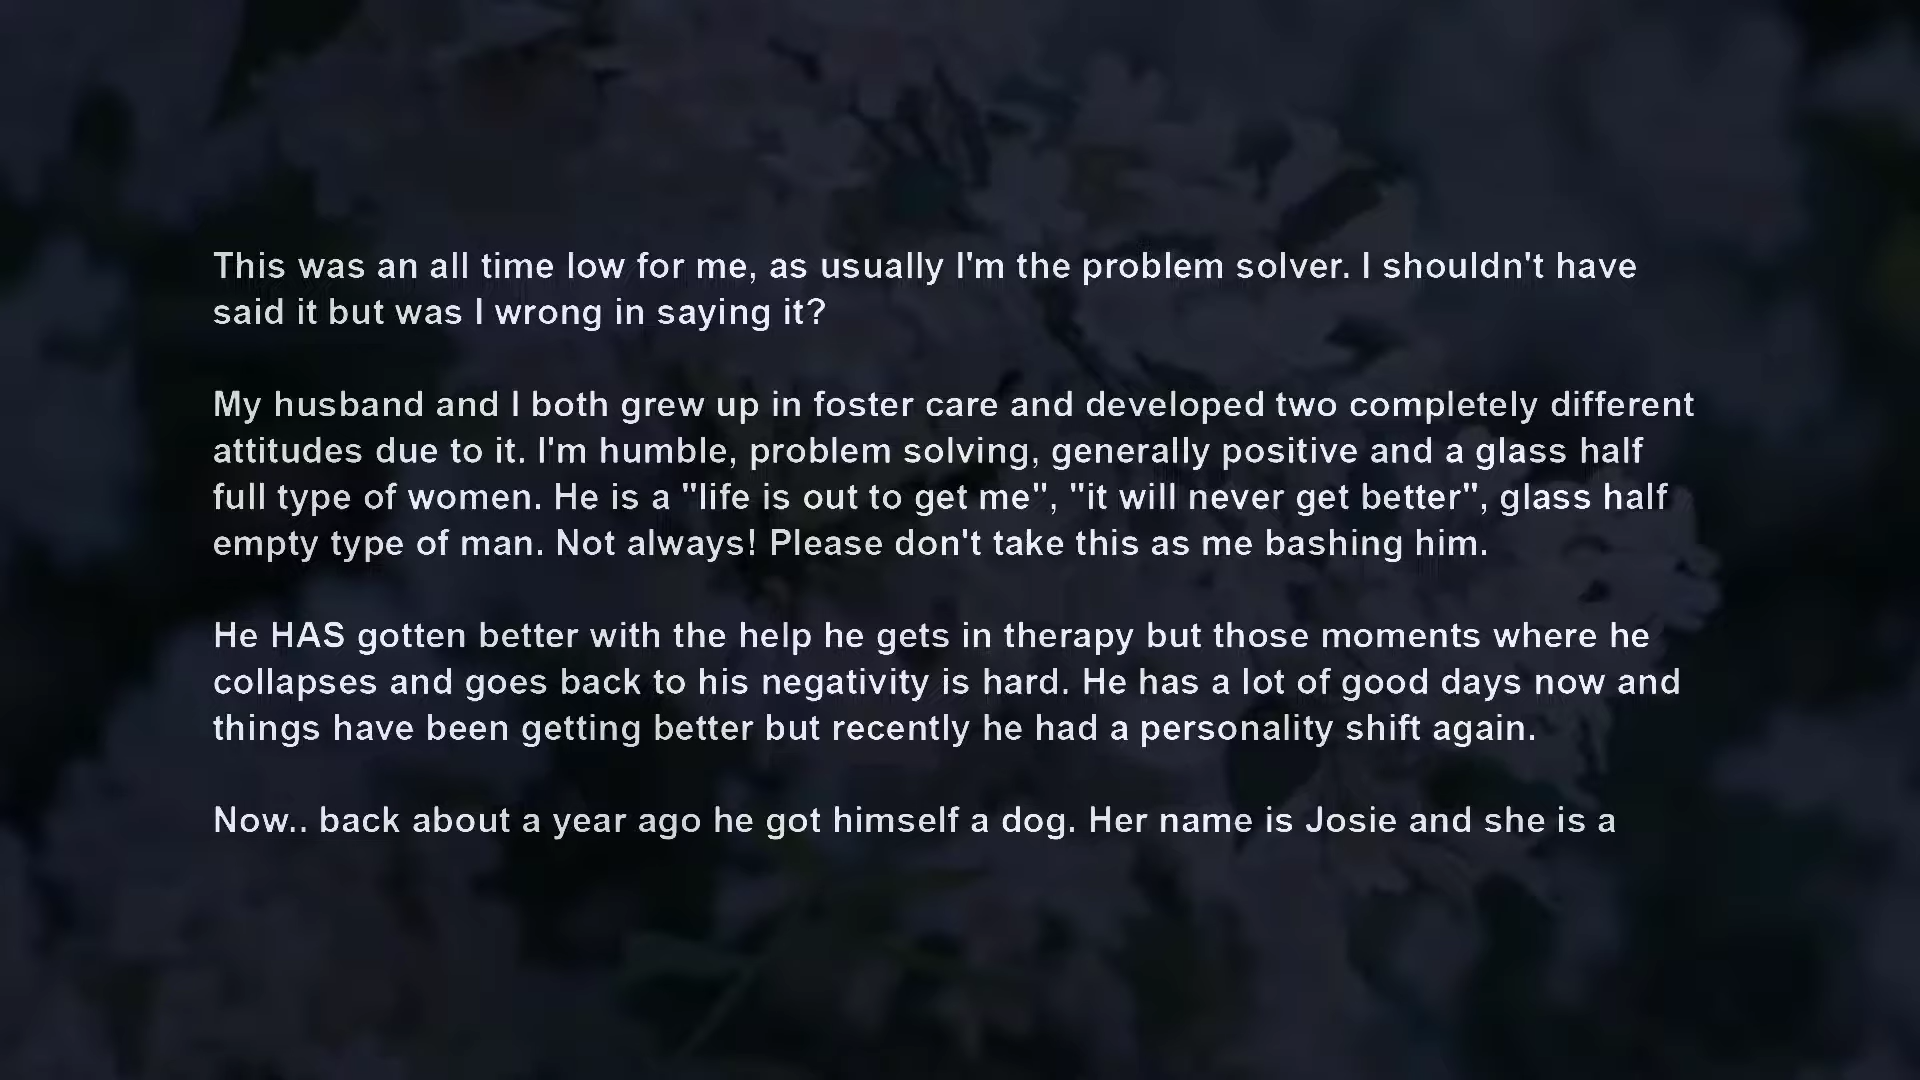 This was an all time low for me, as usually I'm the problem solver. I shouldn't have
said it but was I wrong in saying it?
My husband and I both grew up in foster care and developed two completely different
attitudes due to it. I'm humble, problem solving, generally positive and a glass half
full type of women. He is a "life is out to get me", "it will never get better", glass half
empty type of man. Not always! Please don't take this as me bashing him.
He HAS gotten better with the help he gets in therapy but those moments where he
collapses and goes back to his negativity is hard. He has a lot of good days now and
things have been getting better but recently he had a personality shift again.
Now.. back about a year ago he got himself a dog. Her name is Josie and she is a